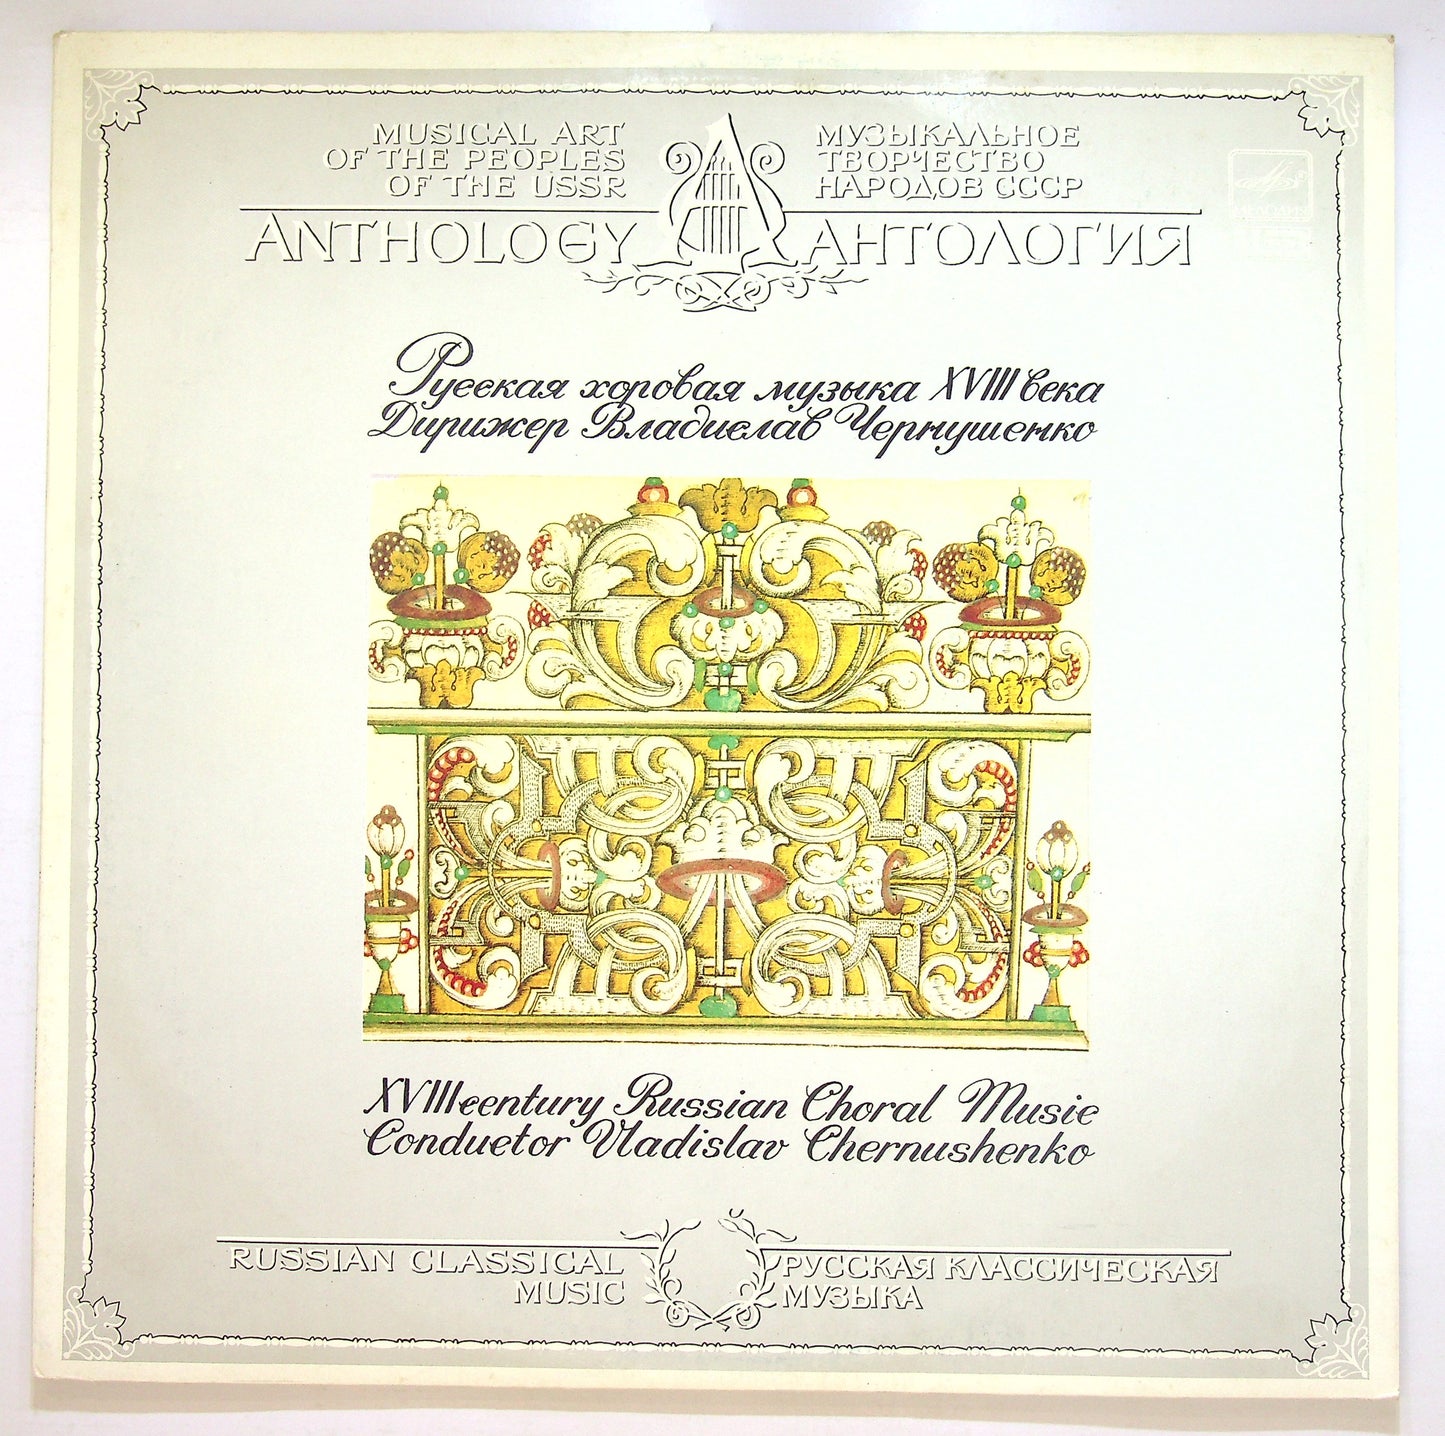 MUSICAL ART
OF THE PEOPLES
OF THE USSR
ANTHOLOGY
МУЗЫКАЛЬНОЕ
ТВОРЧЕСТВО
НАРОДОВ СССР
АНТОЛОГИЯ
МЕЛОДИЯ
Русская хоровая музыка XVIII века
Дирижер Владислав Чернушенко
XVIII century Russian Choral Music
Conductor Vladislav Chernushenko
RUSSIAN CLASSICAL
MUSIC
РУССКАЯ КЛАССИЧЕСКАЯ
МУЗЫКА